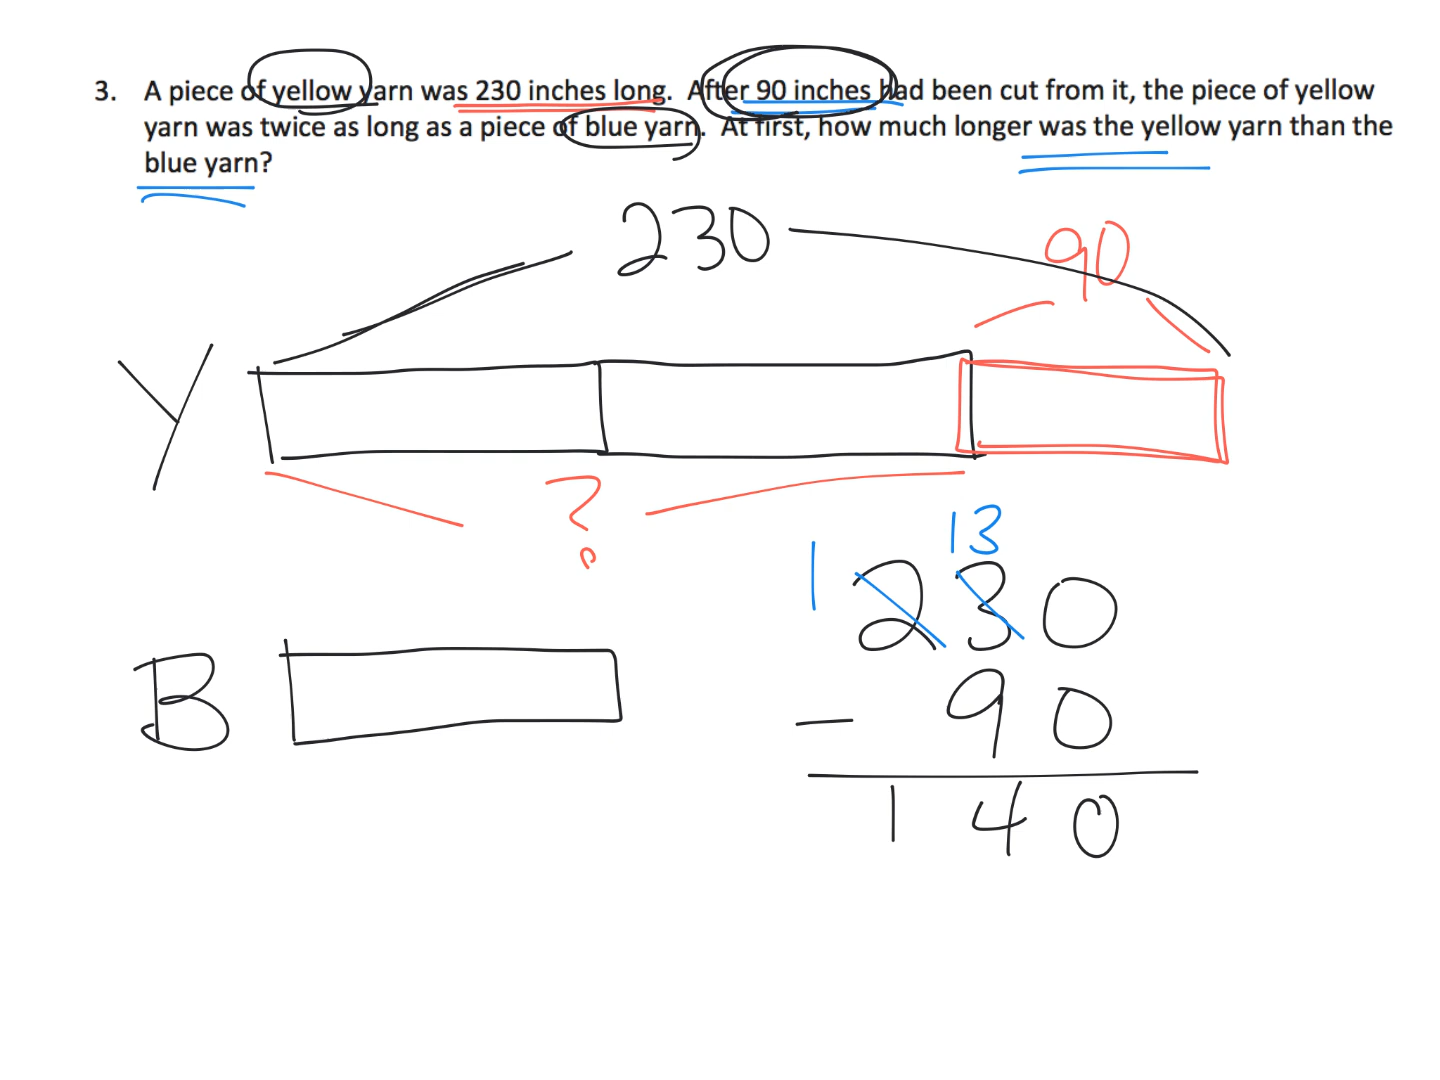 3. A piece of yellow yarn was 230 inches long. After 90 inches had been cut from it, the piece of yellow
yarn was twice as long as a piece of blue yarn. At first, how much longer was the yellow yarn than the
blue yarn?
230
90
Y
?
13
1 230
B
- 90
140